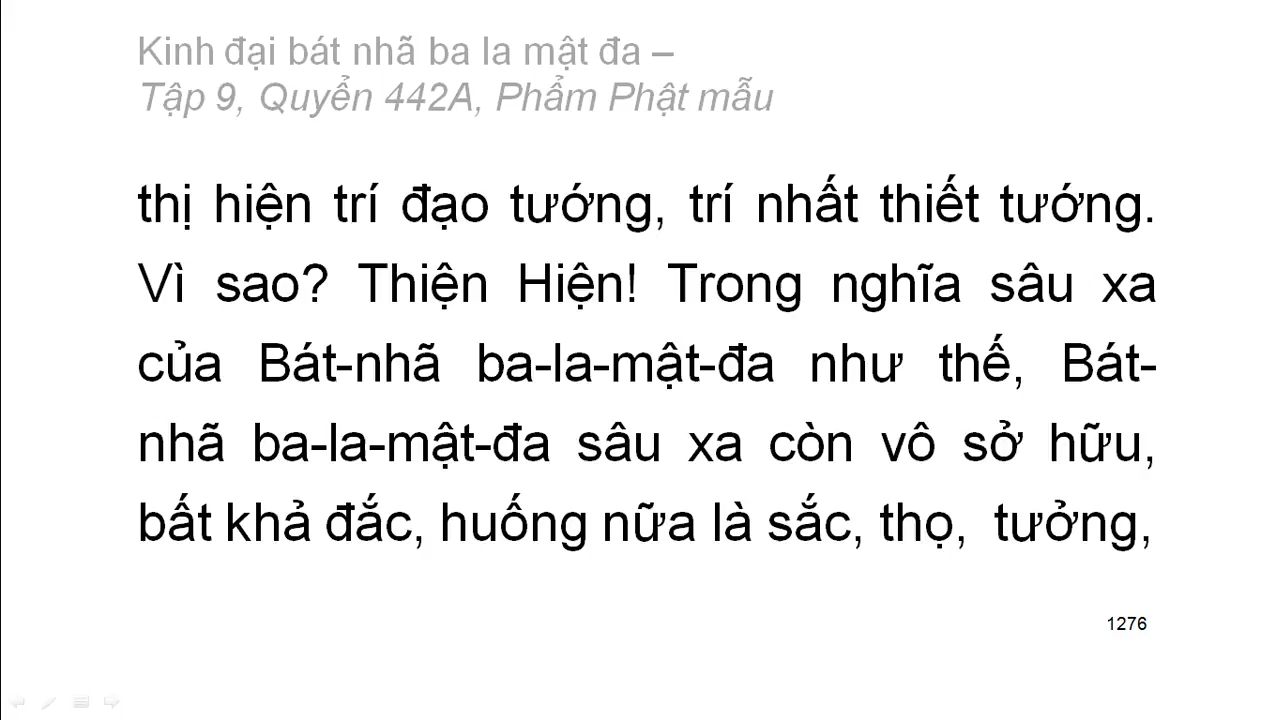 Kinh đại bát nhã ba la mật đa –
Tập 9, Quyển 442A, Phẩm Phật mẫu
thị hiện trí đạo tướng, trí nhất thiết tướng.
Vì sao? Thiện Hiện! Trong nghĩa sâu xa
của Bát-nhã ba-la-mật-đa như thế, Bát-
nhã ba-la-mật-đa sâu xa còn vô sở hữu,
bất khả đắc, huống nữa là sắc, thọ, tưởng,
1276